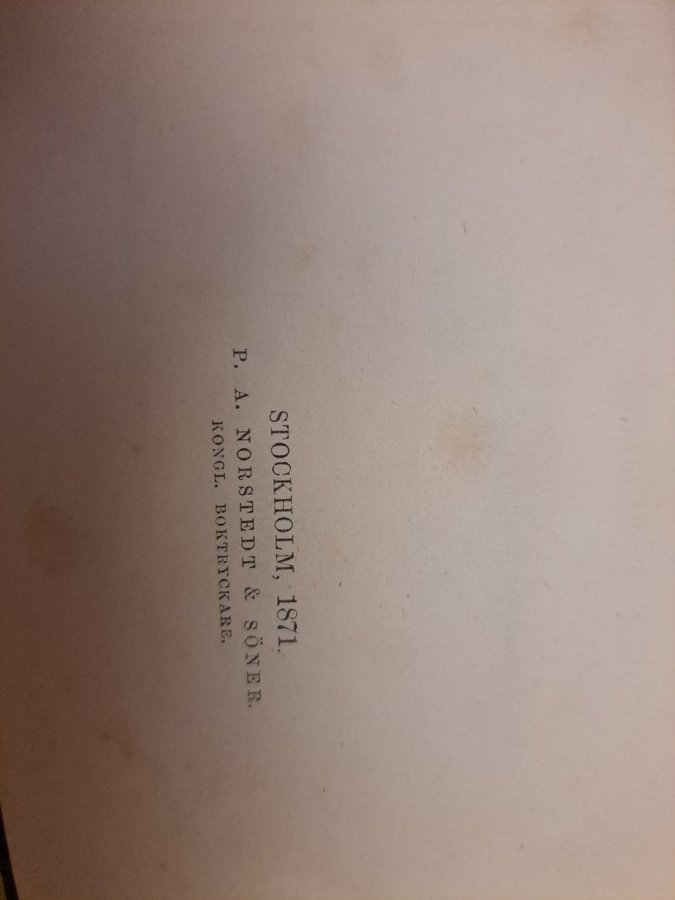 STOCKHOLM, 1871.
P. A. NORSTEDT & SÖNER.
KONGL. BOKTRYCKARE.